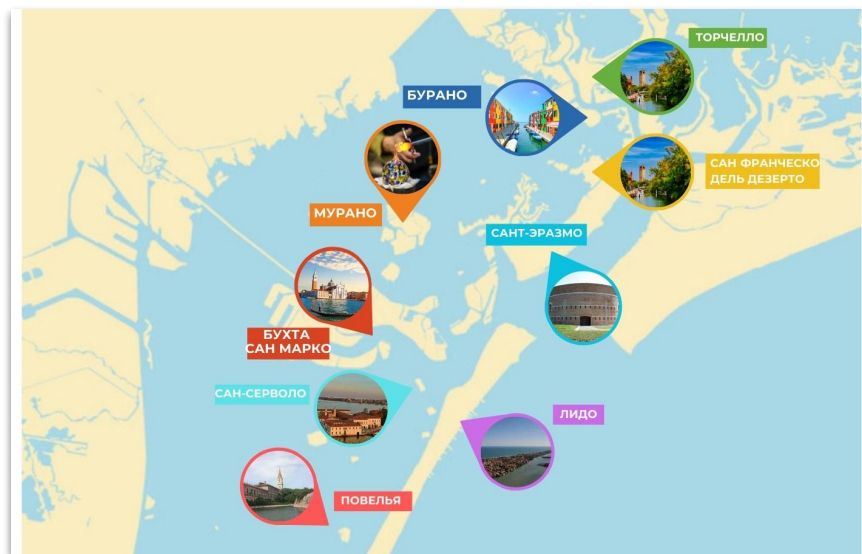 ТОРЧЕЛЛО
БУРАНО
САН ФРАНЧЕСКО
ДЕЛЬ ДЕЗЕРТО
МУРАНО
САНТ-ЭРАЗМО
БУХТА
САН МАРКО
САН-СЕРВОЛО
ЛИДО
ПОВЕЛЬЯ